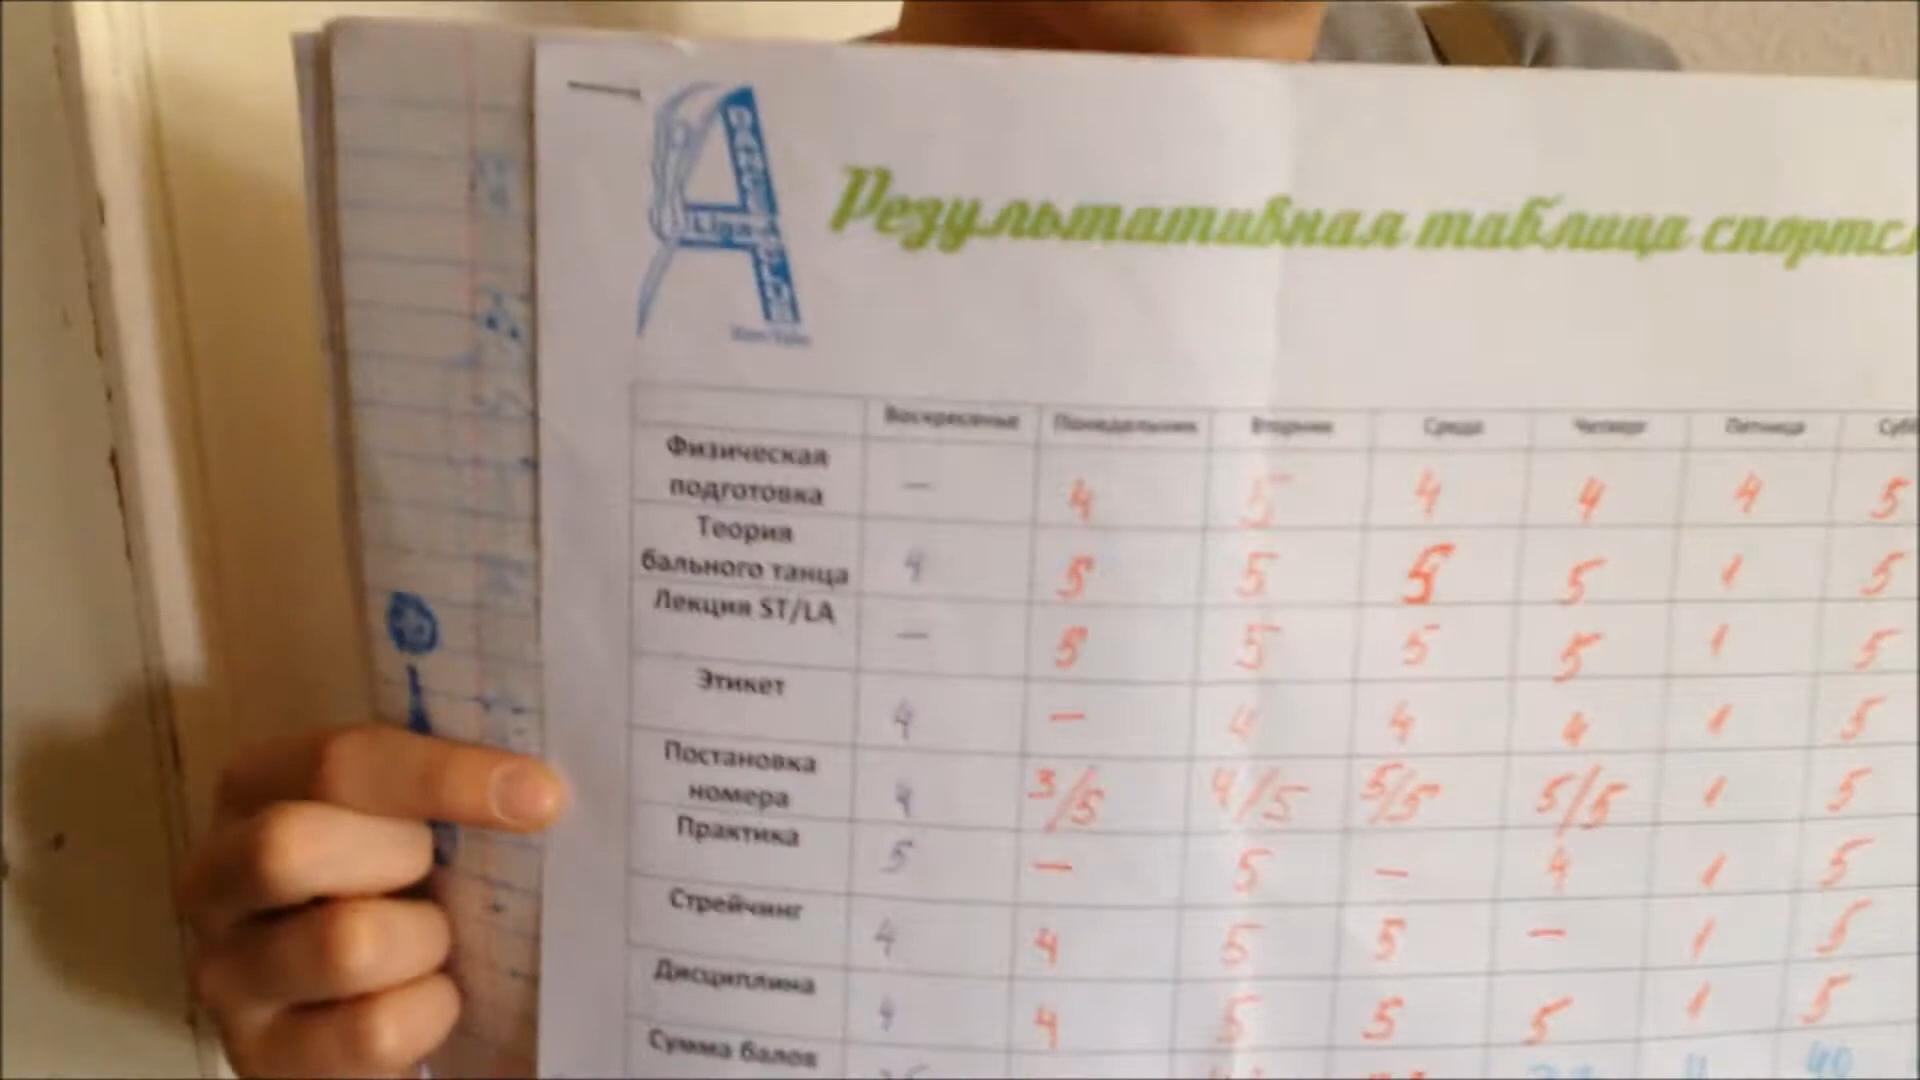 Результативная таблица спортсм
Воскресенье Понедельник Вторник Среда Четверг Пятница Субб
Физическая
подготовка — 4 5 4 4 4 5
Теория
бального танца 4 5 5 5 5 1 5
Лекция ST/LA — 5 5 5 5 1 5
Этикет 4 — 4 4 4 1 5
Постановка
номера 4 3/5 4/5 5/5 5/5 1 5
Практика 5 — 5 — 4 1 5
Стрейчинг 4 4 5 5 — 1 5
Дисциплина 4 4 5 5 5 1 5
Сумма балов 40